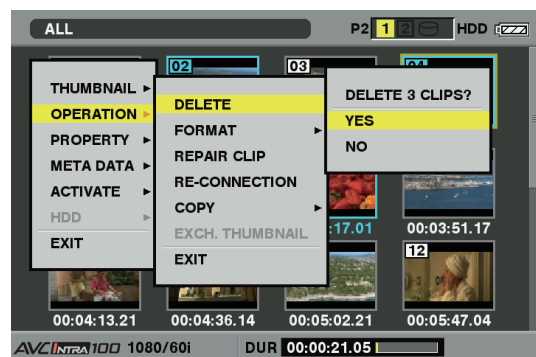 ALL P2 1 2 HDD
02 03 04
THUMBNAIL
OPERATION
PROPERTY
META DATA
ACTIVATE
HDD
EXIT
DELETE
FORMAT
REPAIR CLIP
RE-CONNECTION
COPY
EXCH. THUMBNAIL
EXIT
DELETE 3 CLIPS?
YES
NO
:17.01 00:03:51.17
12
00:04:13.21 00:04:36.14 00:05:02.21 00:05:47.04
AVC INTRA 100 1080/60i DUR 00:00:21.05